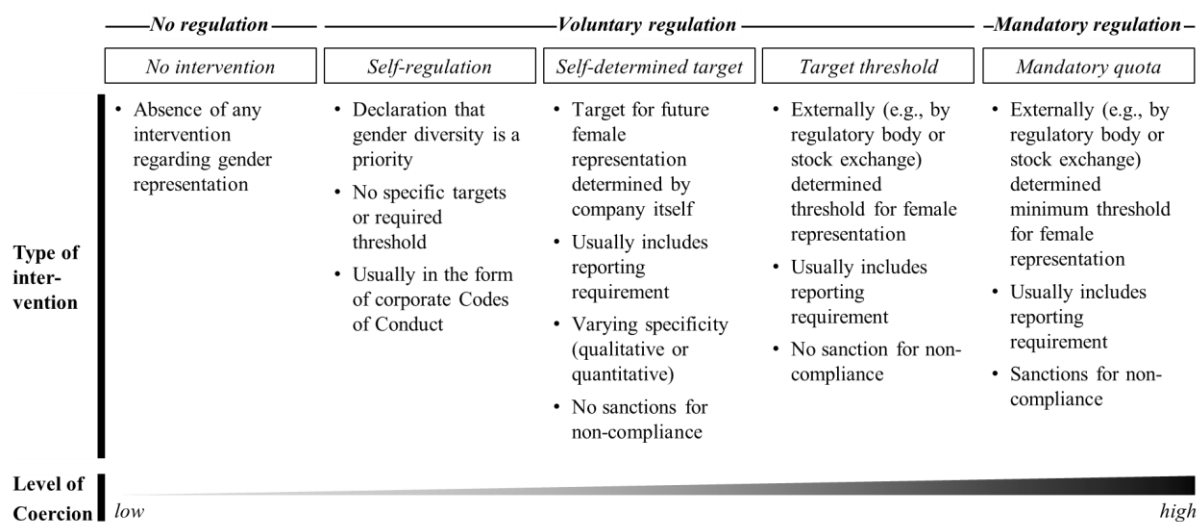 No regulation
Voluntary regulation
Mandatory regulation
No intervention
Self-regulation
Self-determined target
Target threshold
Mandatory quota
Type of
inter-
vention
• Absence of any
intervention
regarding gender
representation
• Declaration that
gender diversity is a
priority
• No specific targets
or required
threshold
• Usually in the form
of corporate Codes
of Conduct
• Target for future
female
representation
determined by
company itself
• Usually includes
reporting
requirement
• Varying specificity
(qualitative or
quantitative)
• No sanctions for
non-compliance
• Externally (e.g., by
regulatory body or
stock exchange)
determined
threshold for female
representation
• Usually includes
reporting
requirement
• No sanction for non-
compliance
• Externally (e.g., by
regulatory body or
stock exchange)
determined
minimum threshold
for female
representation
• Usually includes
reporting
requirement
• Sanctions for non-
compliance
Level of
Coercion
low
high